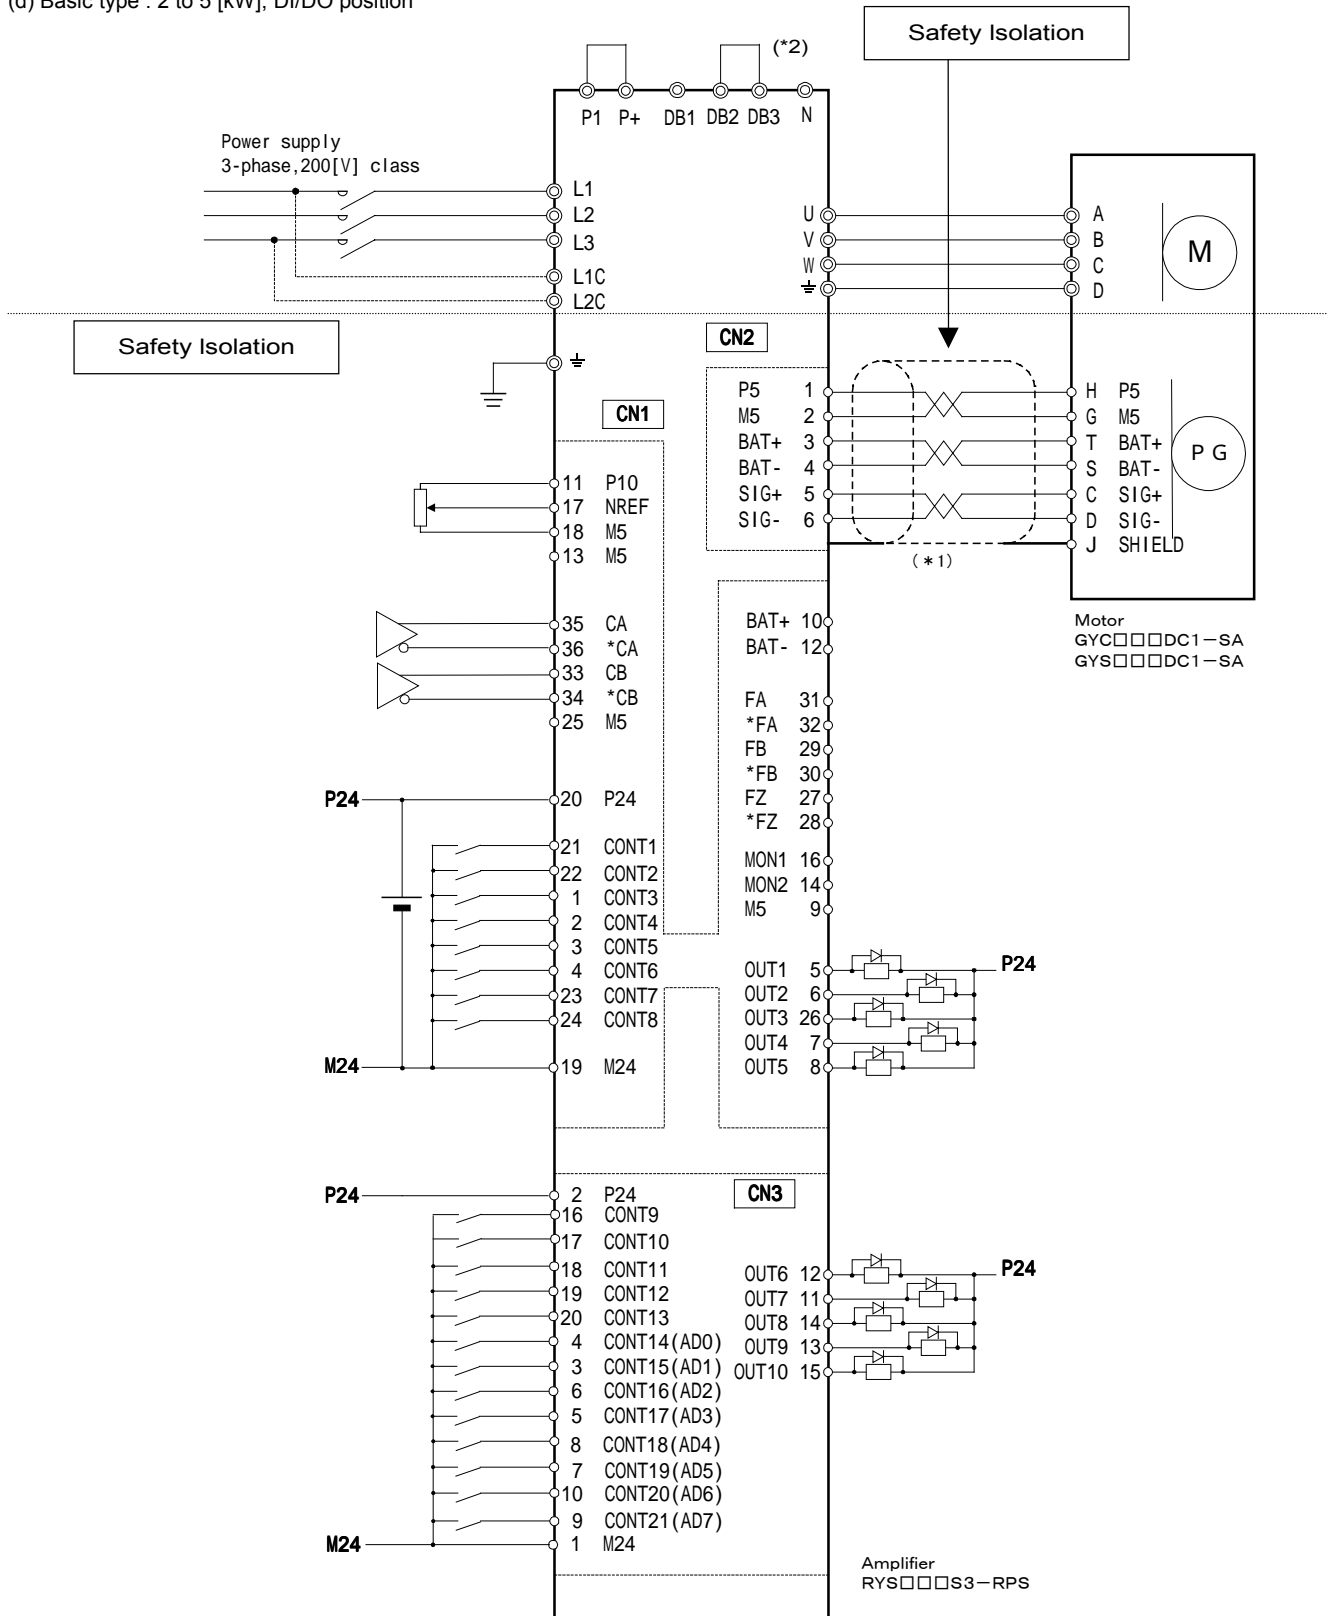 (d) Basic type : 2 to 5 [kW], DI/DO position
Safety Isolation
(*2)
P1 P+ DB1 DB2 DB3 N
Power supply
3-phase,200[V] class
L1
L2
L3
L1C
L2C
U
V
W
A
B
C
D
M
Safety Isolation
CN2
P5 1
M5 2
BAT+ 3
BAT- 4
SIG+ 5
SIG- 6
H P5
G M5
T BAT+
S BAT-
C SIG+
D SIG-
J SHIELD
P G
(*1)
Motor
GYC□□□DC1-SA
GYS□□□DC1-SA
CN1
11 P10
17 NREF
18 M5
13 M5
35 CA
36 *CA
33 CB
34 *CB
25 M5
P24
20 P24
21 CONT1
22 CONT2
1 CONT3
2 CONT4
3 CONT5
4 CONT6
23 CONT7
24 CONT8
M24
19 M24
BAT+ 10
BAT- 12
FA 31
*FA 32
FB 29
*FB 30
FZ 27
*FZ 28
MON1 16
MON2 14
M5 9
OUT1 5
OUT2 6
OUT3 26
OUT4 7
OUT5 8
P24
CN3
P24
2 P24
16 CONT9
17 CONT10
18 CONT11
19 CONT12
20 CONT13
4 CONT14(AD0)
3 CONT15(AD1)
6 CONT16(AD2)
5 CONT17(AD3)
8 CONT18(AD4)
7 CONT19(AD5)
10 CONT20(AD6)
9 CONT21(AD7)
M24
1 M24
OUT6 12
OUT7 11
OUT8 14
OUT9 13
OUT10 15
P24
Amplifier
RYS□□□S3-RPS